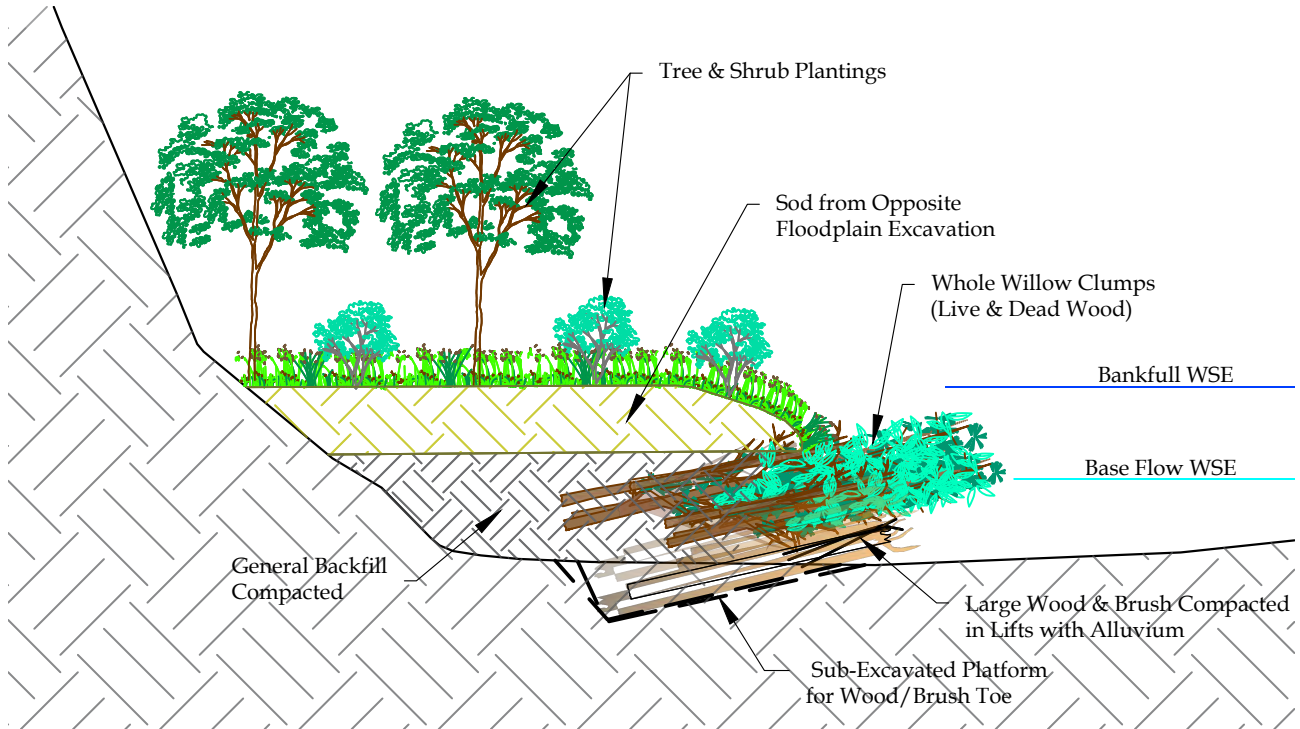 Tree & Shrub Plantings
Sod from Opposite
Floodplain Excavation
Whole Willow Clumps
(Live & Dead Wood)
Bankfull WSE
Base Flow WSE
General Backfill
Compacted
Large Wood & Brush Compacted
in Lifts with Alluvium
Sub-Excavated Platform
for Wood/Brush Toe